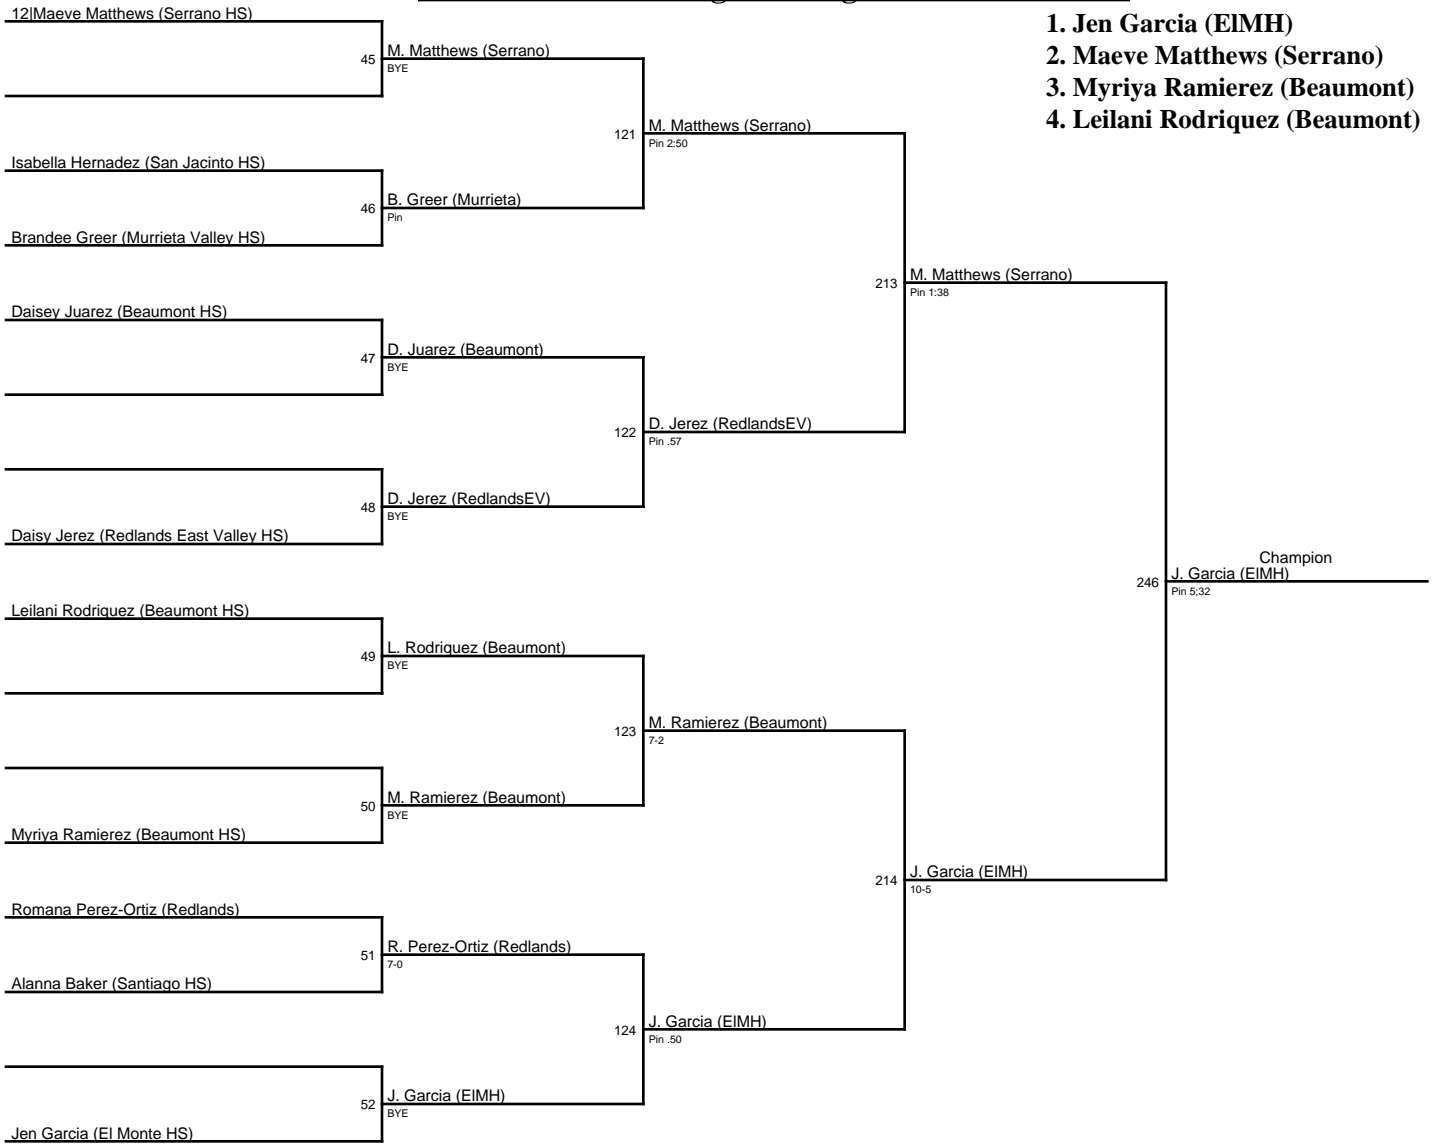 12|Maeve Matthews (Serrano HS)
1. Jen Garcia (ElMH)
2. Maeve Matthews (Serrano)
3. Myriya Ramierez (Beaumont)
4. Leilani Rodriquez (Beaumont)
45 M. Matthews (Serrano)
BYE
121 M. Matthews (Serrano)
Pin 2:50
Isabella Hernadez (San Jacinto HS)
46 B. Greer (Murrieta)
Pin
Brandee Greer (Murrieta Valley HS)
213 M. Matthews (Serrano)
Pin 1:38
Daisey Juarez (Beaumont HS)
47 D. Juarez (Beaumont)
BYE
122 D. Jerez (RedlandsEV)
Pin .57
48 D. Jerez (RedlandsEV)
BYE
Daisy Jerez (Redlands East Valley HS)
Champion
246 J. Garcia (ElMH)
Pin 5;32
Leilani Rodriquez (Beaumont HS)
49 L. Rodriquez (Beaumont)
BYE
123 M. Ramierez (Beaumont)
7-2
50 M. Ramierez (Beaumont)
BYE
Myriya Ramierez (Beaumont HS)
214 J. Garcia (ElMH)
10-5
Romana Perez-Ortiz (Redlands)
51 R. Perez-Ortiz (Redlands)
7-0
Alanna Baker (Santiago HS)
124 J. Garcia (ElMH)
Pin .50
52 J. Garcia (ElMH)
BYE
Jen Garcia (El Monte HS)